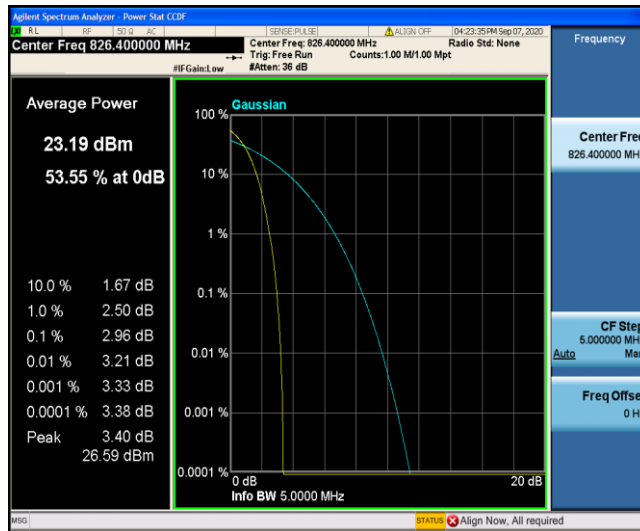 Agilent Spectrum Analyzer - Power Stat CCDF
RL RF 50 Ω AC SENSE:PULSE ALIGN OFF 04:23:35PM Sep 07, 2020
Center Freq 826.400000 MHz
Center Freq: 826.400000 MHz Radio Std: None
Trig: Free Run Counts:1.00 M/1.00 Mpt
#IFGain:Low #Atten: 36 dB
Frequency
Average Power
23.19 dBm
53.55 % at 0dB
10.0 % 1.67 dB
1.0 % 2.50 dB
0.1 % 2.96 dB
0.01 % 3.21 dB
0.001 % 3.33 dB
0.0001 % 3.38 dB
Peak 3.40 dB
26.59 dBm
Gaussian
100 %
10 %
1 %
0.1 %
0.01 %
0.001 %
0.0001 %
0 dB 20 dB
Info BW 5.0000 MHz
Center Fre
826.400000 MH
CF Step
5.000000 MH
Auto Ma
Freq Offse
0 H
MSG STATUS Align Now, All required